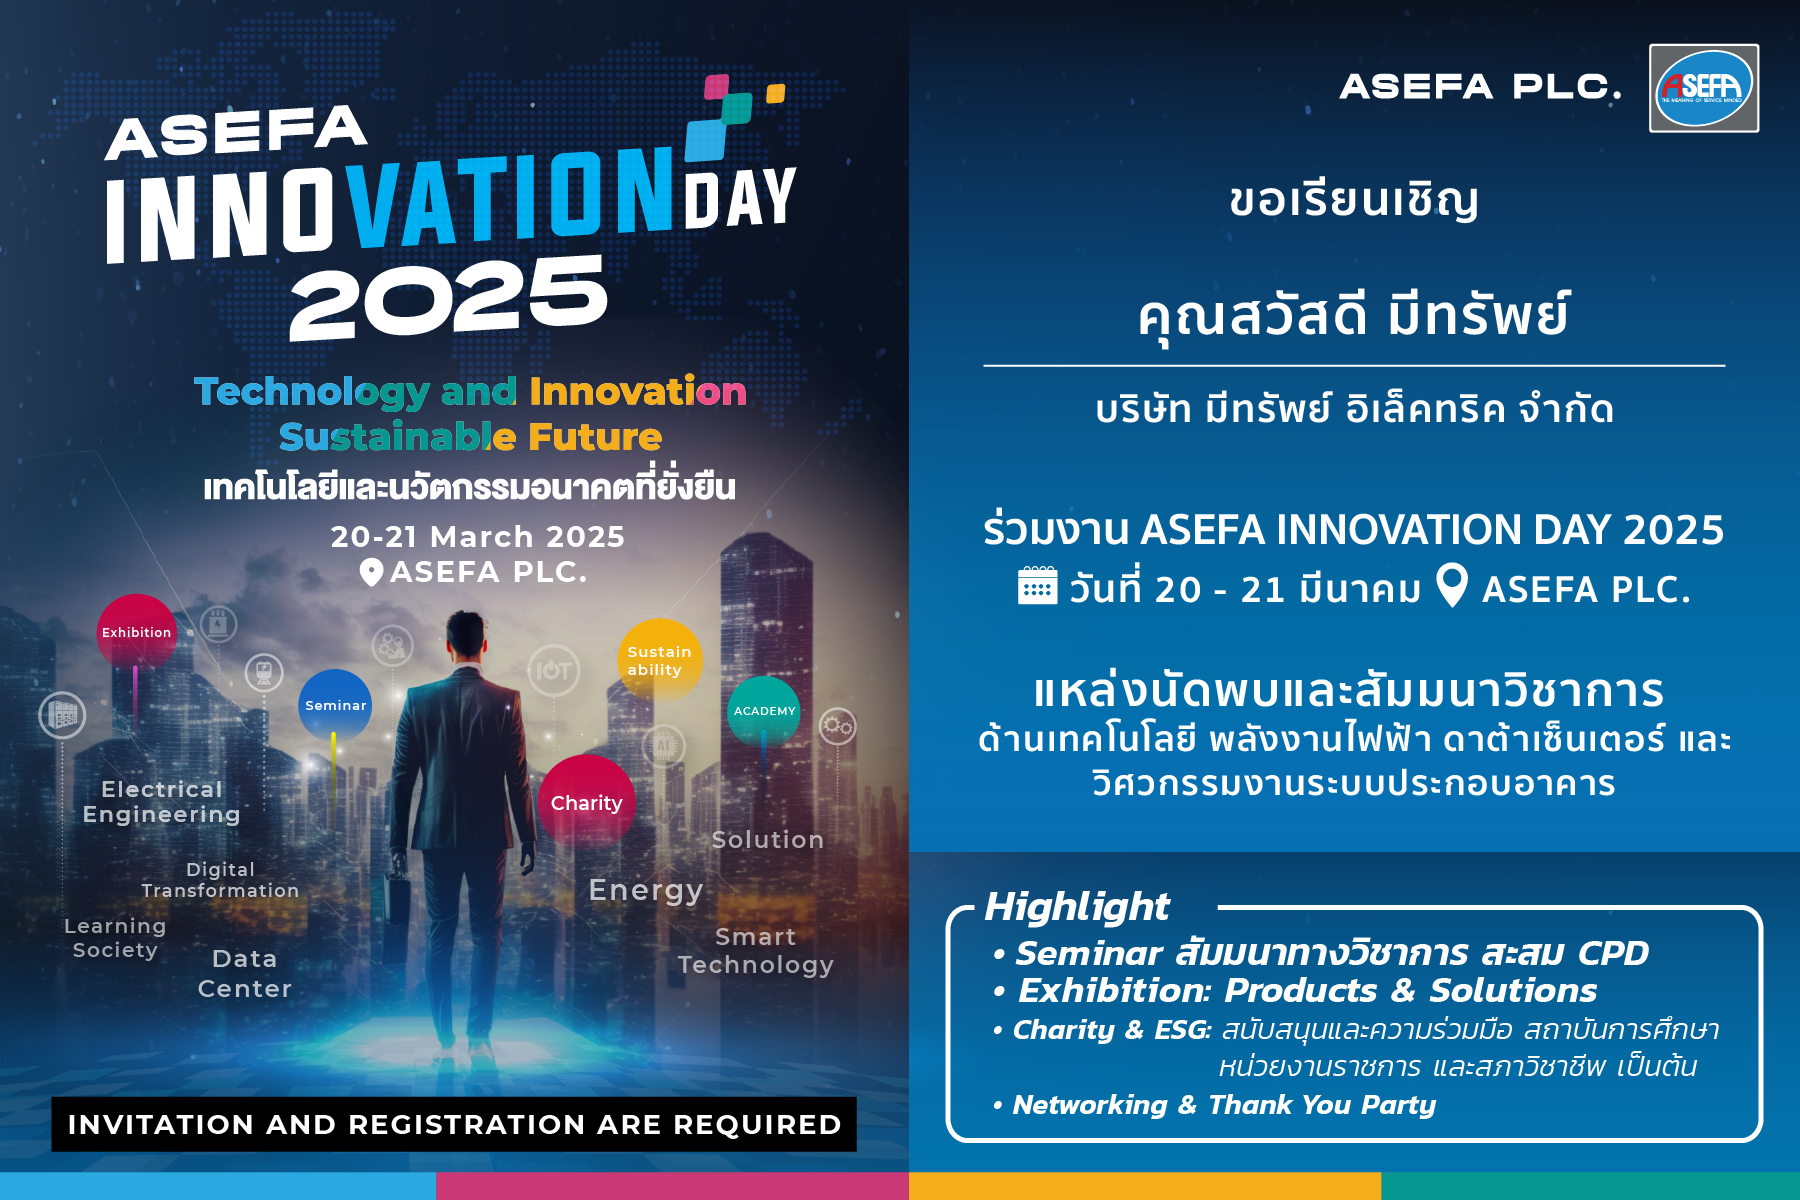 ASEFA
INNOVATION DAY
2025
Technology and Innovation
Sustainable Future
เทคโนโลยีและนวัตกรรมอนาคตที่ยั่งยืน
20-21 March 2025
ASEFA PLC.
Exhibition
Seminar
IOT
Sustain
ability
ACADEMY
AI
Charity
Electrical
Engineering
Digital
Transformation
Learning
Society
Data
Center
Solution
Energy
Smart
Technology
INVITATION AND REGISTRATION ARE REQUIRED
ASEFA PLC.
ASEFA
THE MEANING OF SERVICE MINDED
ขอเรียนเชิญ
คุณสวัสดี มีทรัพย์
บริษัท มีทรัพย์ อิเล็คทริค จำกัด
ร่วมงาน ASEFA INNOVATION DAY 2025
วันที่ 20 - 21 มีนาคม ASEFA PLC.
แหล่งนัดพบและสัมมนาวิชาการ
ด้านเทคโนโลยี พลังงานไฟฟ้า ดาต้าเซ็นเตอร์ และ
วิศวกรรมงานระบบประกอบอาคาร
Highlight
• Seminar สัมมนาทางวิชาการ สะสม CPD
• Exhibition: Products & Solutions
• Charity & ESG: สนับสนุนและความร่วมมือ สถาบันการศึกษา
หน่วยงานราชการ และสภาวิชาชีพ เป็นต้น
• Networking & Thank You Party